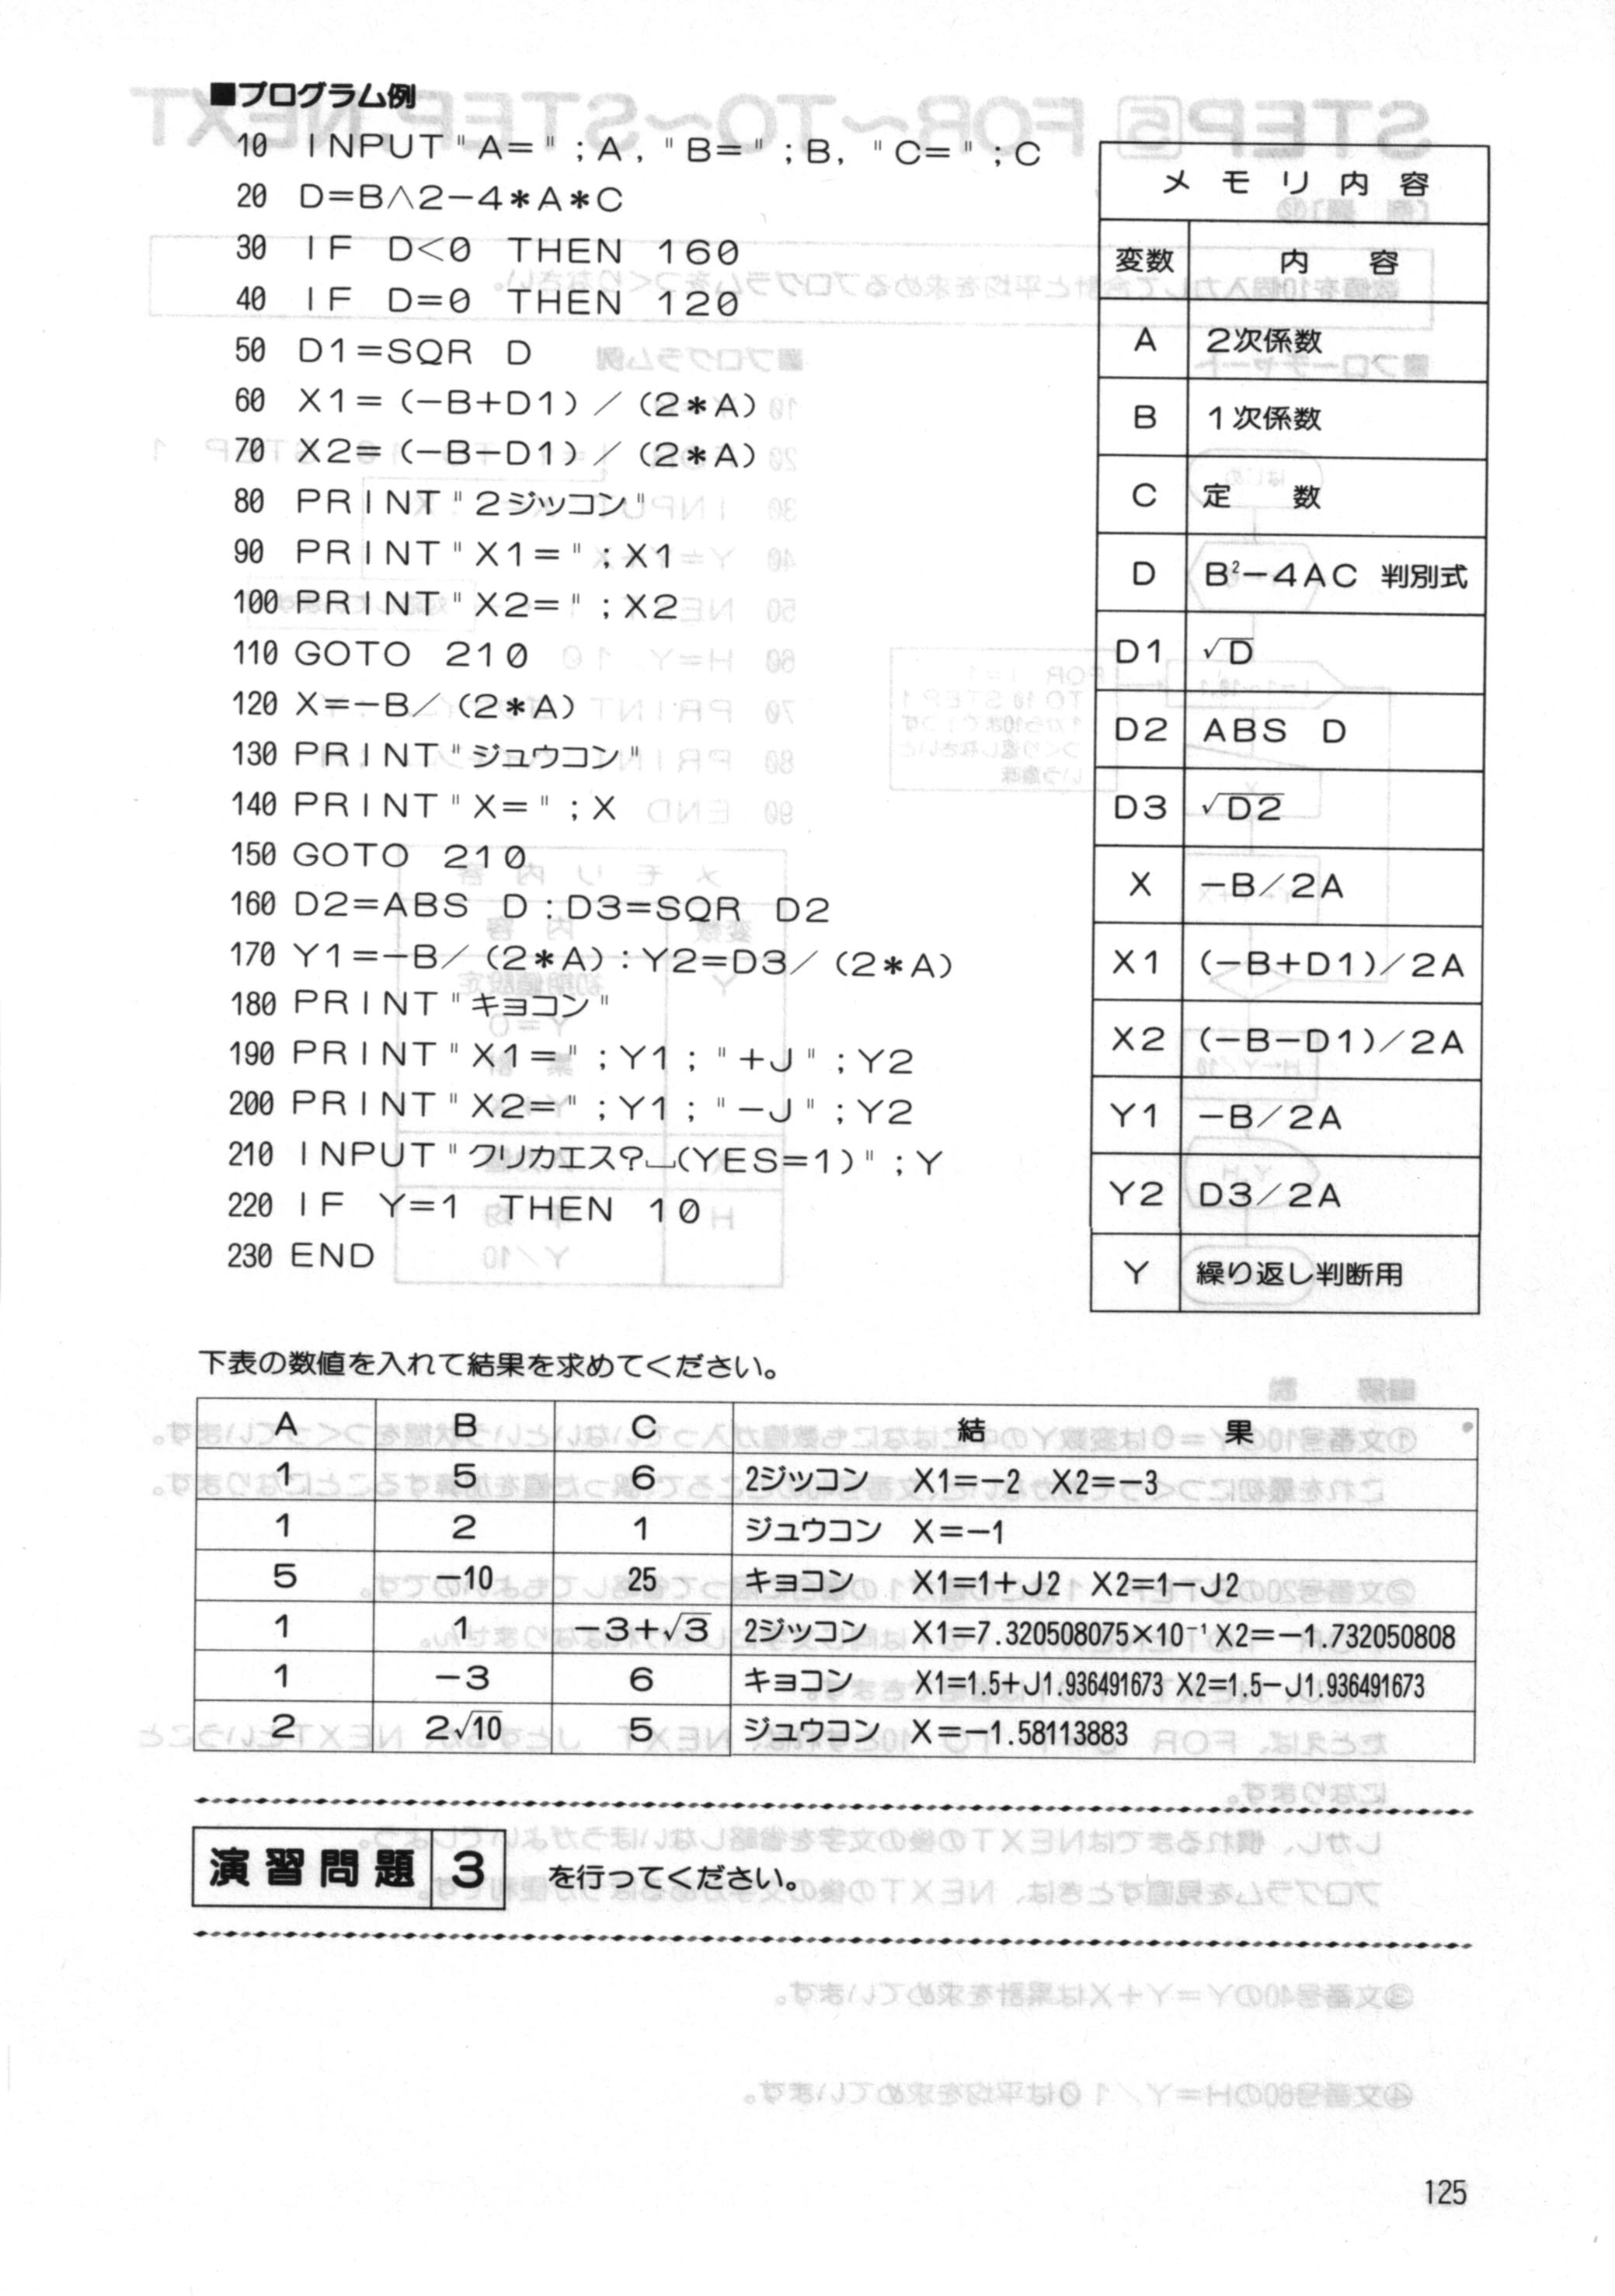 ■プログラム例
10 INPUT"A=";A,"B=";B,"C=";C
20 D=B∧2−4*A*C
30 IF D<0 THEN 160
40 IF D=0 THEN 120
50 D1=SQR D
60 X1=(−B+D1)/(2*A)
70 X2=(−B−D1)/(2*A)
80 PRINT"2ジッコン"
90 PRINT"X1=";X1
100 PRINT"X2=";X2
110 GOTO 210
120 X=−B/(2*A)
130 PRINT"ジュウコン"
140 PRINT"X=";X
150 GOTO 210
160 D2=ABS D:D3=SQR D2
170 Y1=−B/(2*A):Y2=D3/(2*A)
180 PRINT"キョコン"
190 PRINT"X1=";Y1;"+J";Y2
200 PRINT"X2=";Y1;"−J";Y2
210 INPUT"クリカエス?⎵(YES=1)";Y
220 IF Y=1 THEN 10
230 END
メモリ内容
変数 内容
A 2次係数
B 1次係数
C 定数
D B²−4AC 判別式
D1 √D
D2 ABS D
D3 √D2
X −B/2A
X1 (−B+D1)/2A
X2 (−B−D1)/2A
Y1 −B/2A
Y2 D3/2A
Y 繰り返し判断用
下表の数値を入れて結果を求めてください。
A B C 結果
1 5 6 2ジッコン X1=−2 X2=−3
1 2 1 ジュウコン X=−1
5 −10 25 キョコン X1=1+J2 X2=1−J2
1 1 −3+√3 2ジッコン X1=7.320508075×10⁻¹ X2=−1.732050808
1 −3 6 キョコン X1=1.5+J1.936491673 X2=1.5−J1.936491673
2 2√10 5 ジュウコン X=−1.58113883
演習問題 3 を行ってください。
125